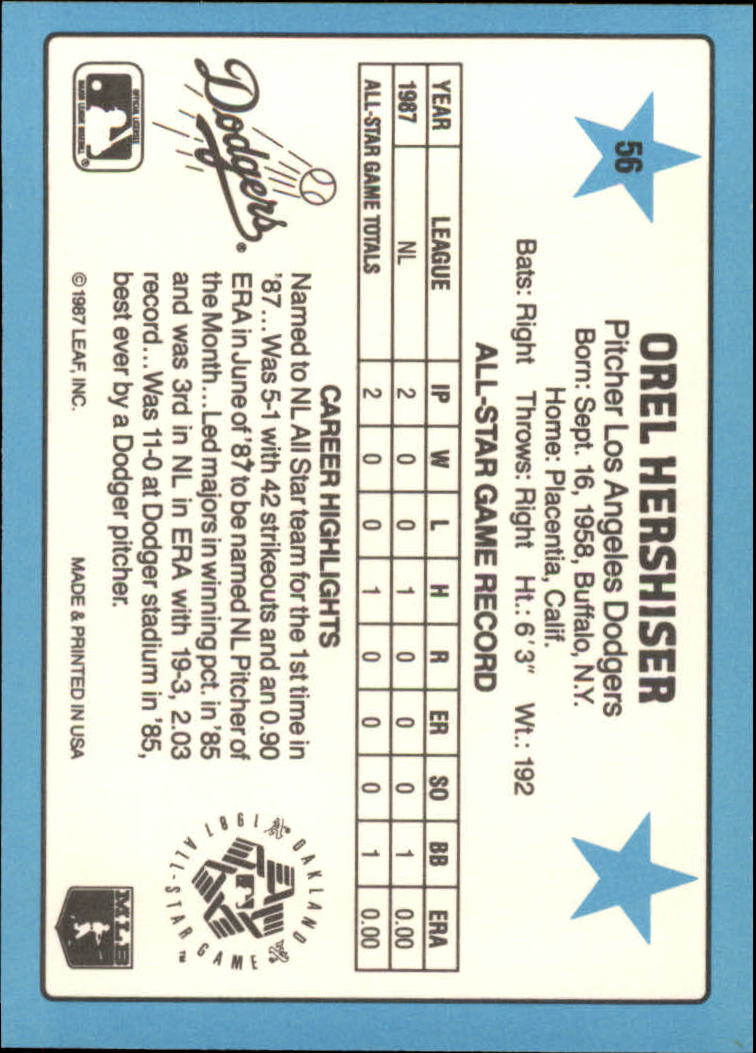 56
OREL HERSHISER
Pitcher Los Angeles Dodgers
Born: Sept. 16, 1958, Buffalo, N.Y.
Home: Placentia, Calif.
Bats: Right Throws: Right Ht.: 6'3" Wt.: 192
ALL-STAR GAME RECORD
YEAR LEAGUE IP W L H R ER SO BB ERA
1987 NL 2 0 0 1 0 0 0 1 0.00
ALL-STAR GAME TOTALS 2 0 0 1 0 0 0 1 0.00
Dodgers®
CAREER HIGHLIGHTS
Named to NL All Star team for the 1st time in
'87... Was 5-1 with 42 strikeouts and an 0.90
ERA in June of '87 to be named NL Pitcher of
the Month... Led majors in winning pct. in '85
and was 3rd in NL in ERA with 19-3, 2.03
record... Was 11-0 at Dodger stadium in '85,
best ever by a Dodger pitcher.
1987 OAKLAND
ALL-STAR GAME ™
OFFICIAL LICENSEE
MAJOR LEAGUE BASEBALL ®
© 1987 LEAF, INC. MADE & PRINTED IN USA
MLB